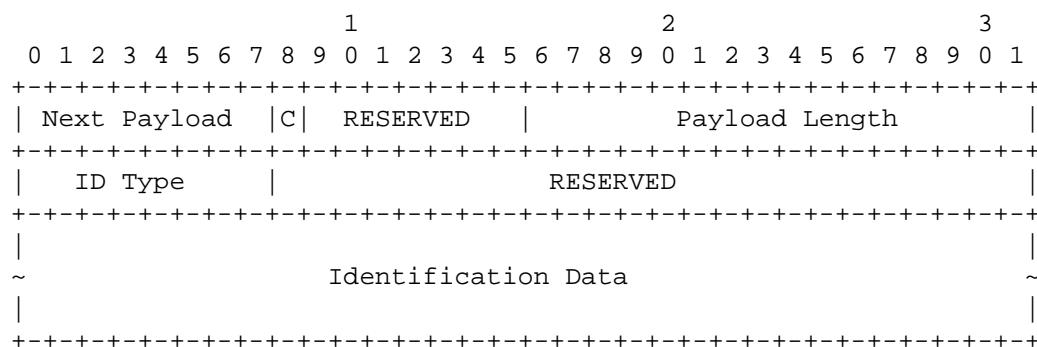 1                   2                   3
 0 1 2 3 4 5 6 7 8 9 0 1 2 3 4 5 6 7 8 9 0 1 2 3 4 5 6 7 8 9 0 1
+-+-+-+-+-+-+-+-+-+-+-+-+-+-+-+-+-+-+-+-+-+-+-+-+-+-+-+-+-+-+-+-+
| Next Payload  |C|  RESERVED   |         Payload Length        |
+-+-+-+-+-+-+-+-+-+-+-+-+-+-+-+-+-+-+-+-+-+-+-+-+-+-+-+-+-+-+-+-+
|   ID Type     |                 RESERVED                      |
+-+-+-+-+-+-+-+-+-+-+-+-+-+-+-+-+-+-+-+-+-+-+-+-+-+-+-+-+-+-+-+-+
|                                                               |
~                   Identification Data                         ~
|                                                               |
+-+-+-+-+-+-+-+-+-+-+-+-+-+-+-+-+-+-+-+-+-+-+-+-+-+-+-+-+-+-+-+-+